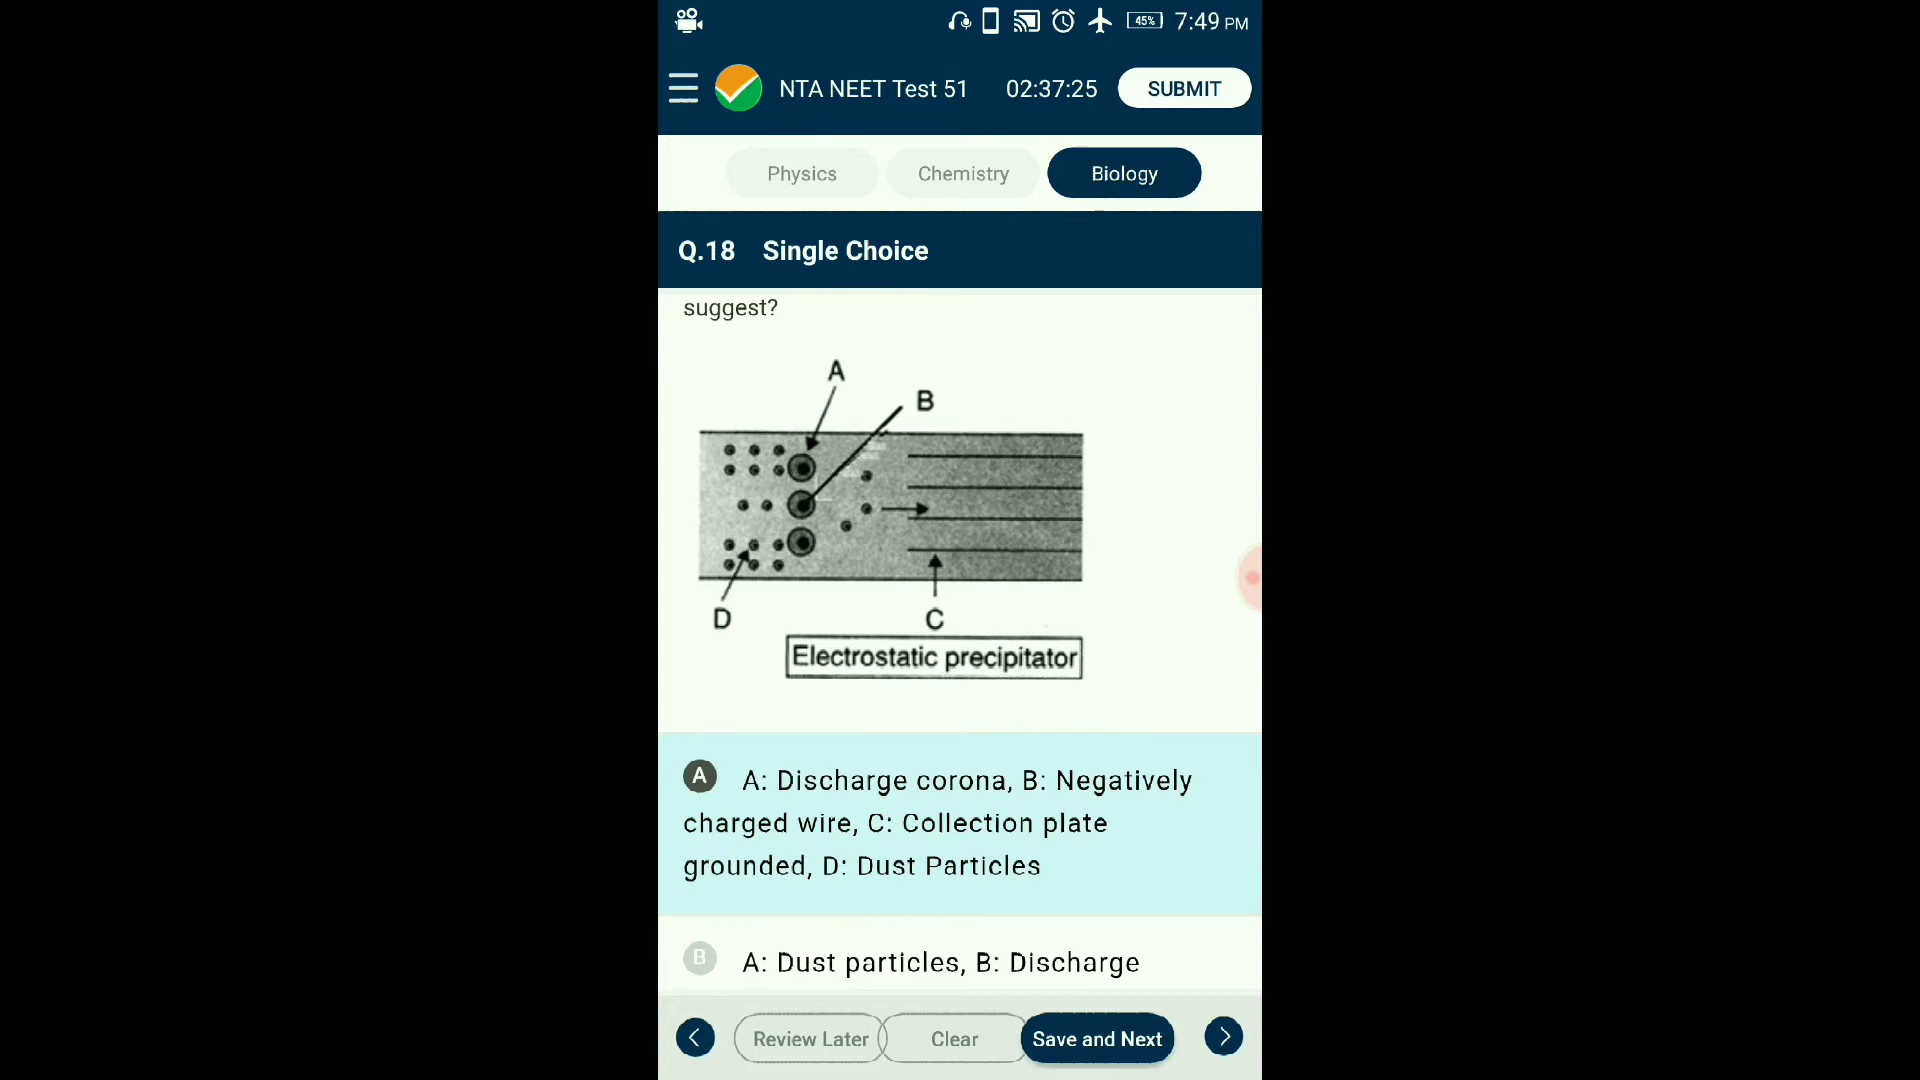 45% 7:49 PM
NTA NEET Test 51 02:37:25 SUBMIT
Physics Chemistry Biology
Q.18 Single Choice
suggest?
A
B
D
C
Electrostatic precipitator
A A: Discharge corona, B: Negatively
charged wire, C: Collection plate
grounded, D: Dust Particles
B A: Dust particles, B: Discharge
Review Later Clear Save and Next